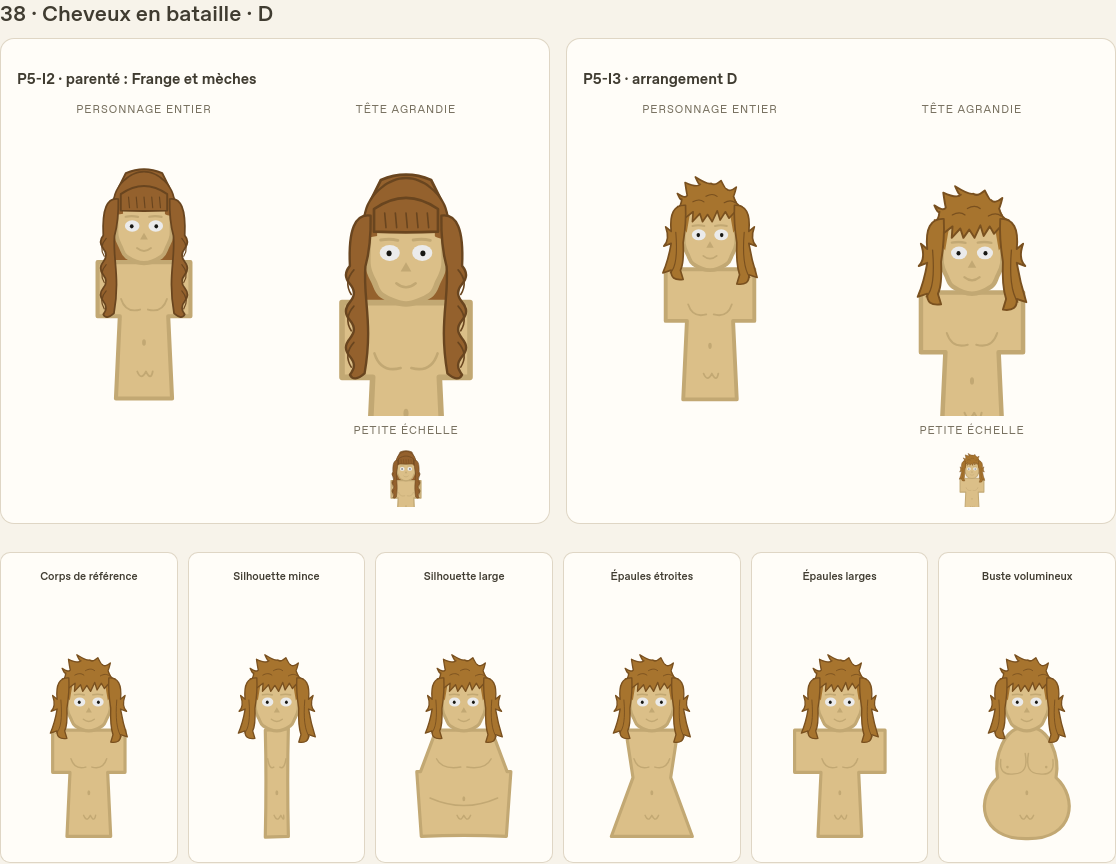 38 · Cheveux en bataille · D
P5-I2 · parenté : Frange et mèches
PERSONNAGE ENTIER
TÊTE AGRANDIE
PETITE ÉCHELLE
P5-I3 · arrangement D
PERSONNAGE ENTIER
TÊTE AGRANDIE
PETITE ÉCHELLE
Corps de référence
Silhouette mince
Silhouette large
Épaules étroites
Épaules larges
Buste volumineux